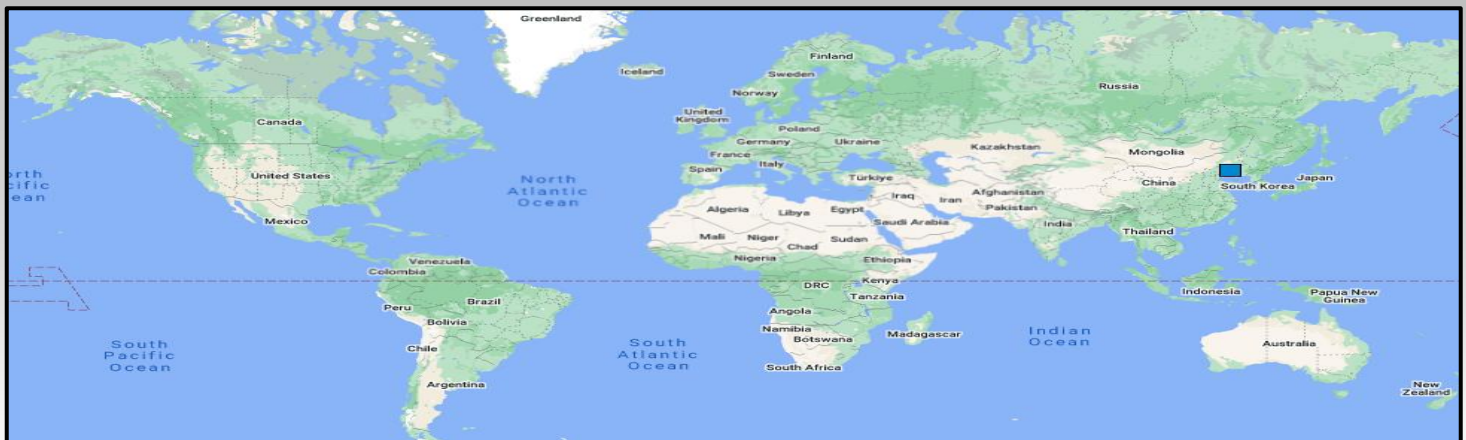 Greenland
Iceland
Finland
Sweden
Norway
Russia
United
Kingdom
Canada
Poland
Germany
Ukraine
France
Kazakhstan
Mongolia
Italy
Spain
United States
North
Atlantic
Ocean
Türkiye
China
South Korea
Japan
orth
cific
ean
Iraq
Iran
Afghanistan
Pakistan
Mexico
Algeria
Libya
Egypt
Saudi Arabia
India
Mali
Niger
Chad
Sudan
Thailand
Venezuela
Colombia
Nigeria
Ethiopia
Kenya
DRC
Tanzania
Indonesia
Papua New
Guinea
Peru
Brazil
Bolivia
Angola
Namibia
Botswana
Madagascar
Indian
Ocean
South
Pacific
Ocean
Chile
South
Atlantic
Ocean
Australia
South Africa
Argentina
New
Zealand